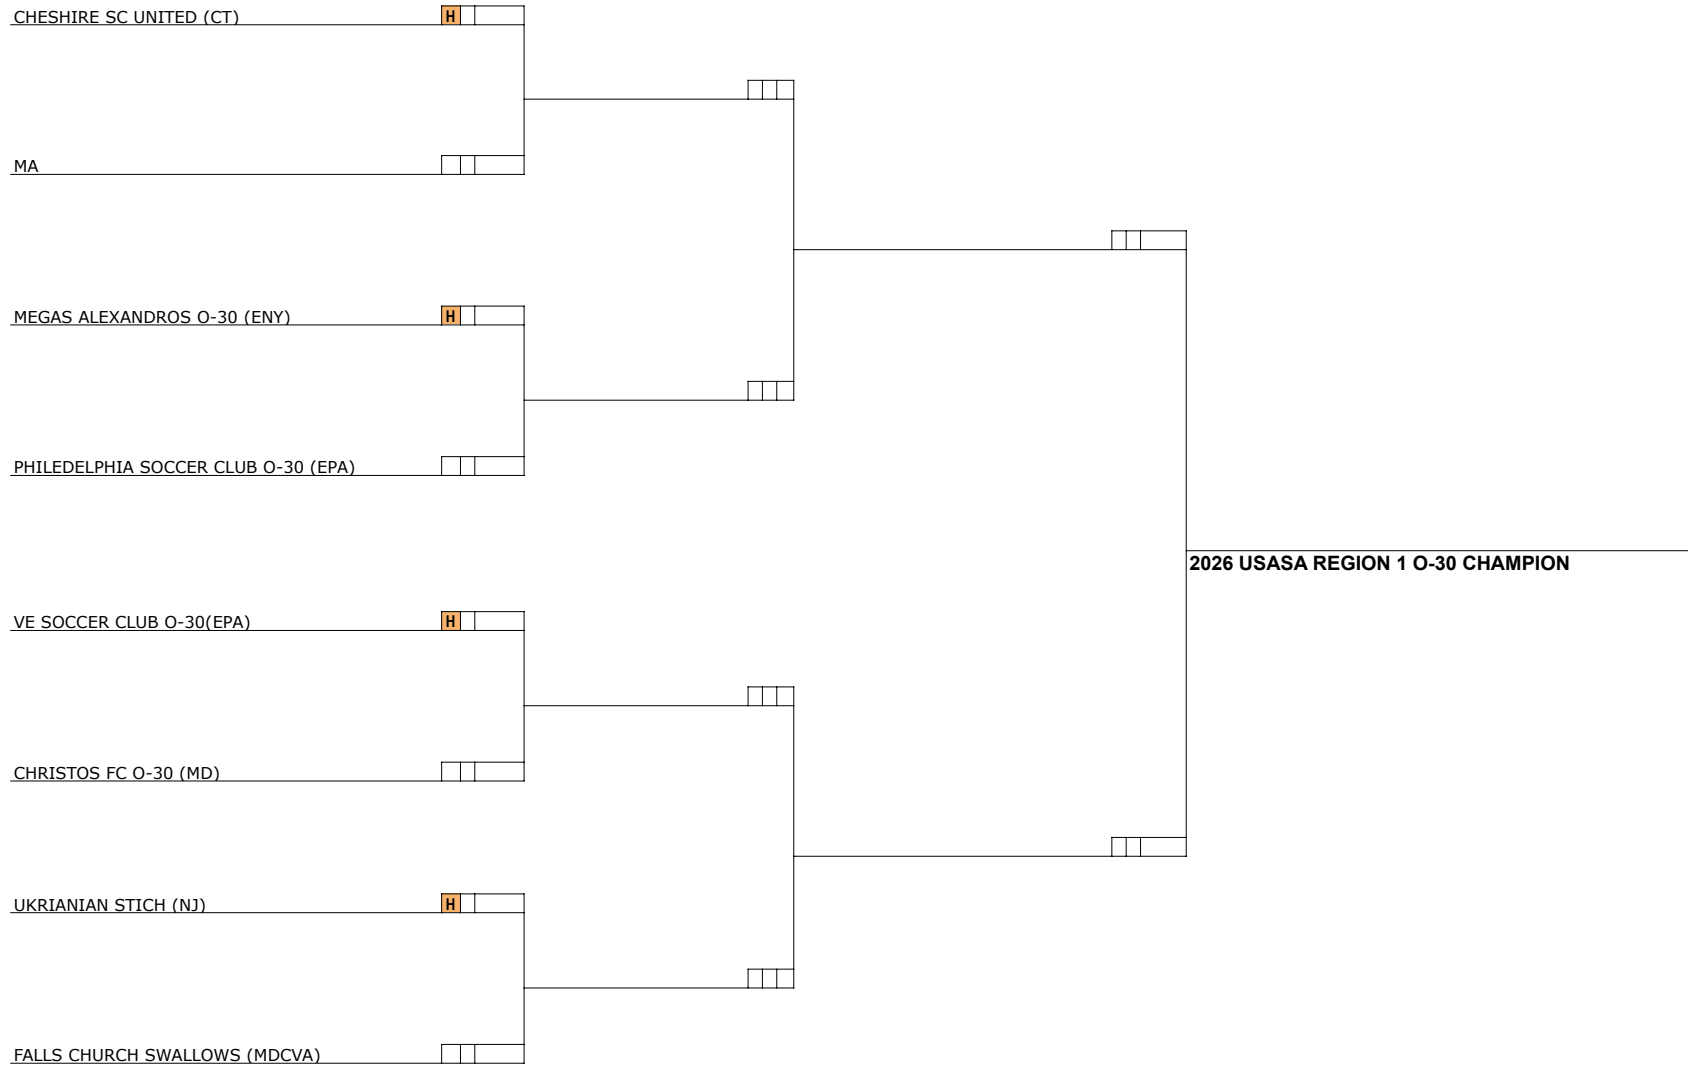 CHESHIRE SC UNITED (CT) H
MA
MEGAS ALEXANDROS O-30 (ENY) H
PHILEDELPHIA SOCCER CLUB O-30 (EPA)
2026 USASA REGION 1 O-30 CHAMPION
VE SOCCER CLUB O-30(EPA) H
CHRISTOS FC O-30 (MD)
UKRIANIAN STICH (NJ) H
FALLS CHURCH SWALLOWS (MDCVA)